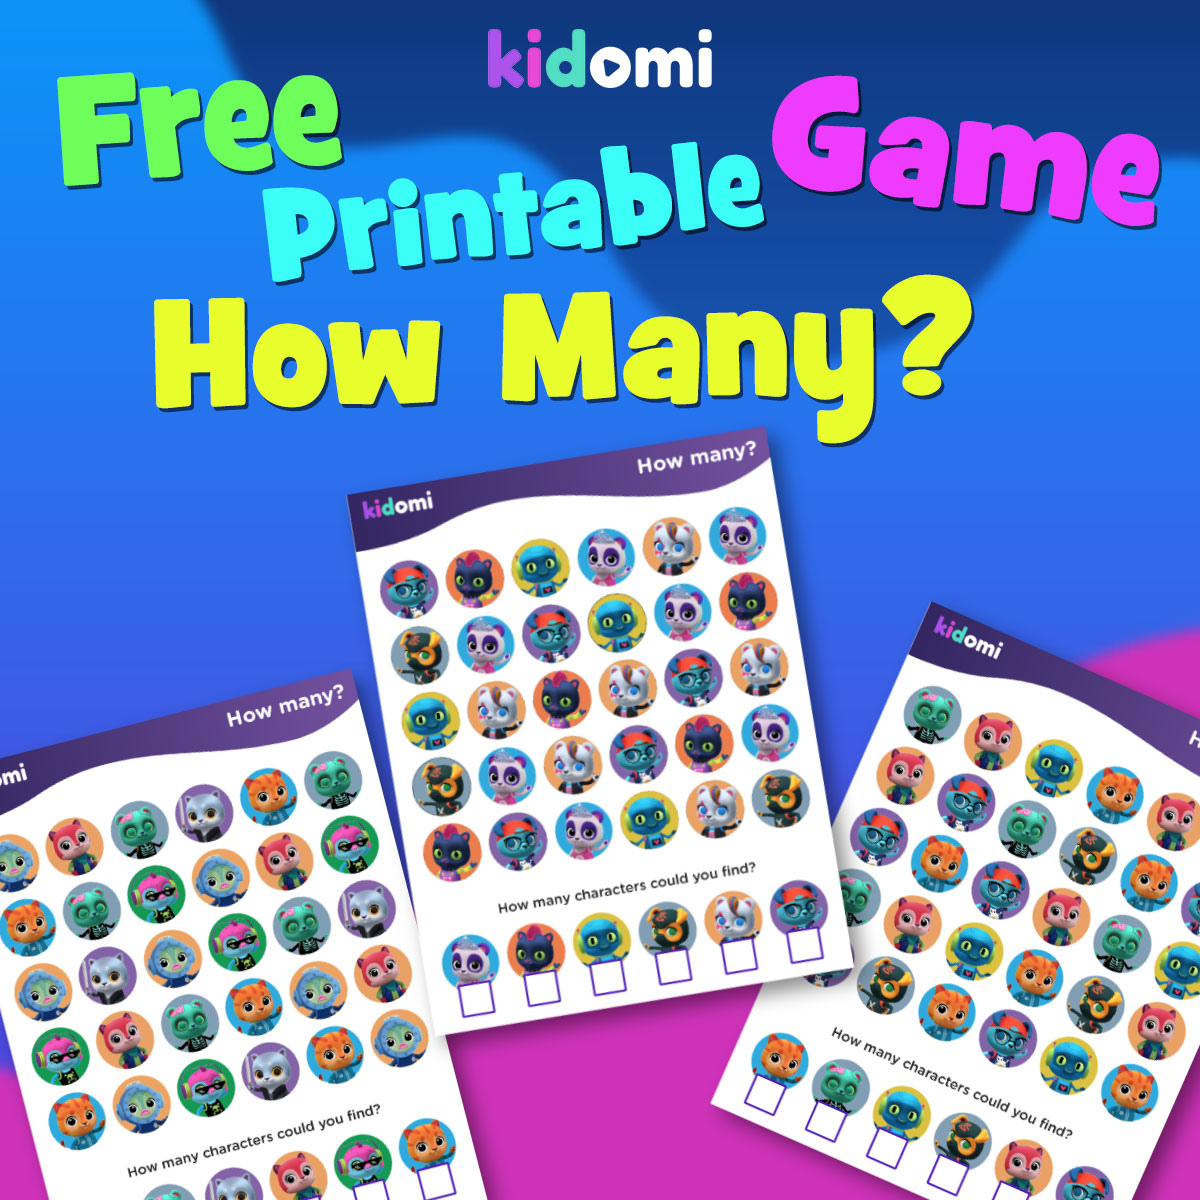 kidomi
Free
Printable
Game
How Many?
kidomi
How many?
How many characters could you find?
omi
How many?
How many characters could you find?
kidomi
H
How many characters could you find?